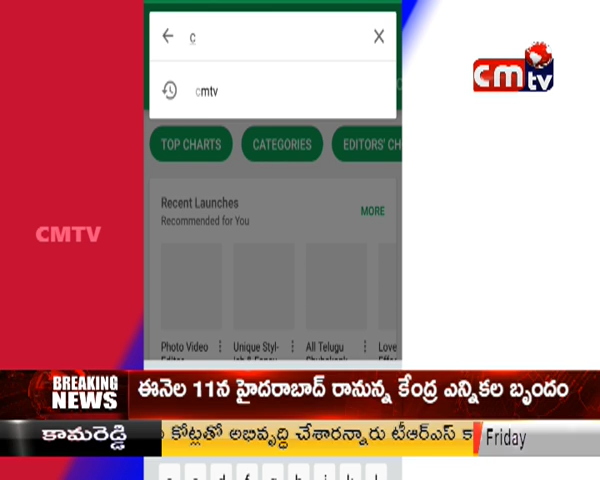 c
cmtv
cmtv
TOP CHARTS
CATEGORIES
EDITORS' CH
Recent Launches
Recommended for You
MORE
CMTV
Photo Video
Unique Styl-
All Telugu
Love
BREAKING
NEWS
ఈనెల 11న హైదరాబాద్ రానున్న కేంద్ర ఎన్నికల బృందం
కామరెడ్డి
కోట్లతో అభివృద్ధి చేశారన్నారు టీఆర్ఎస్ కా
Friday